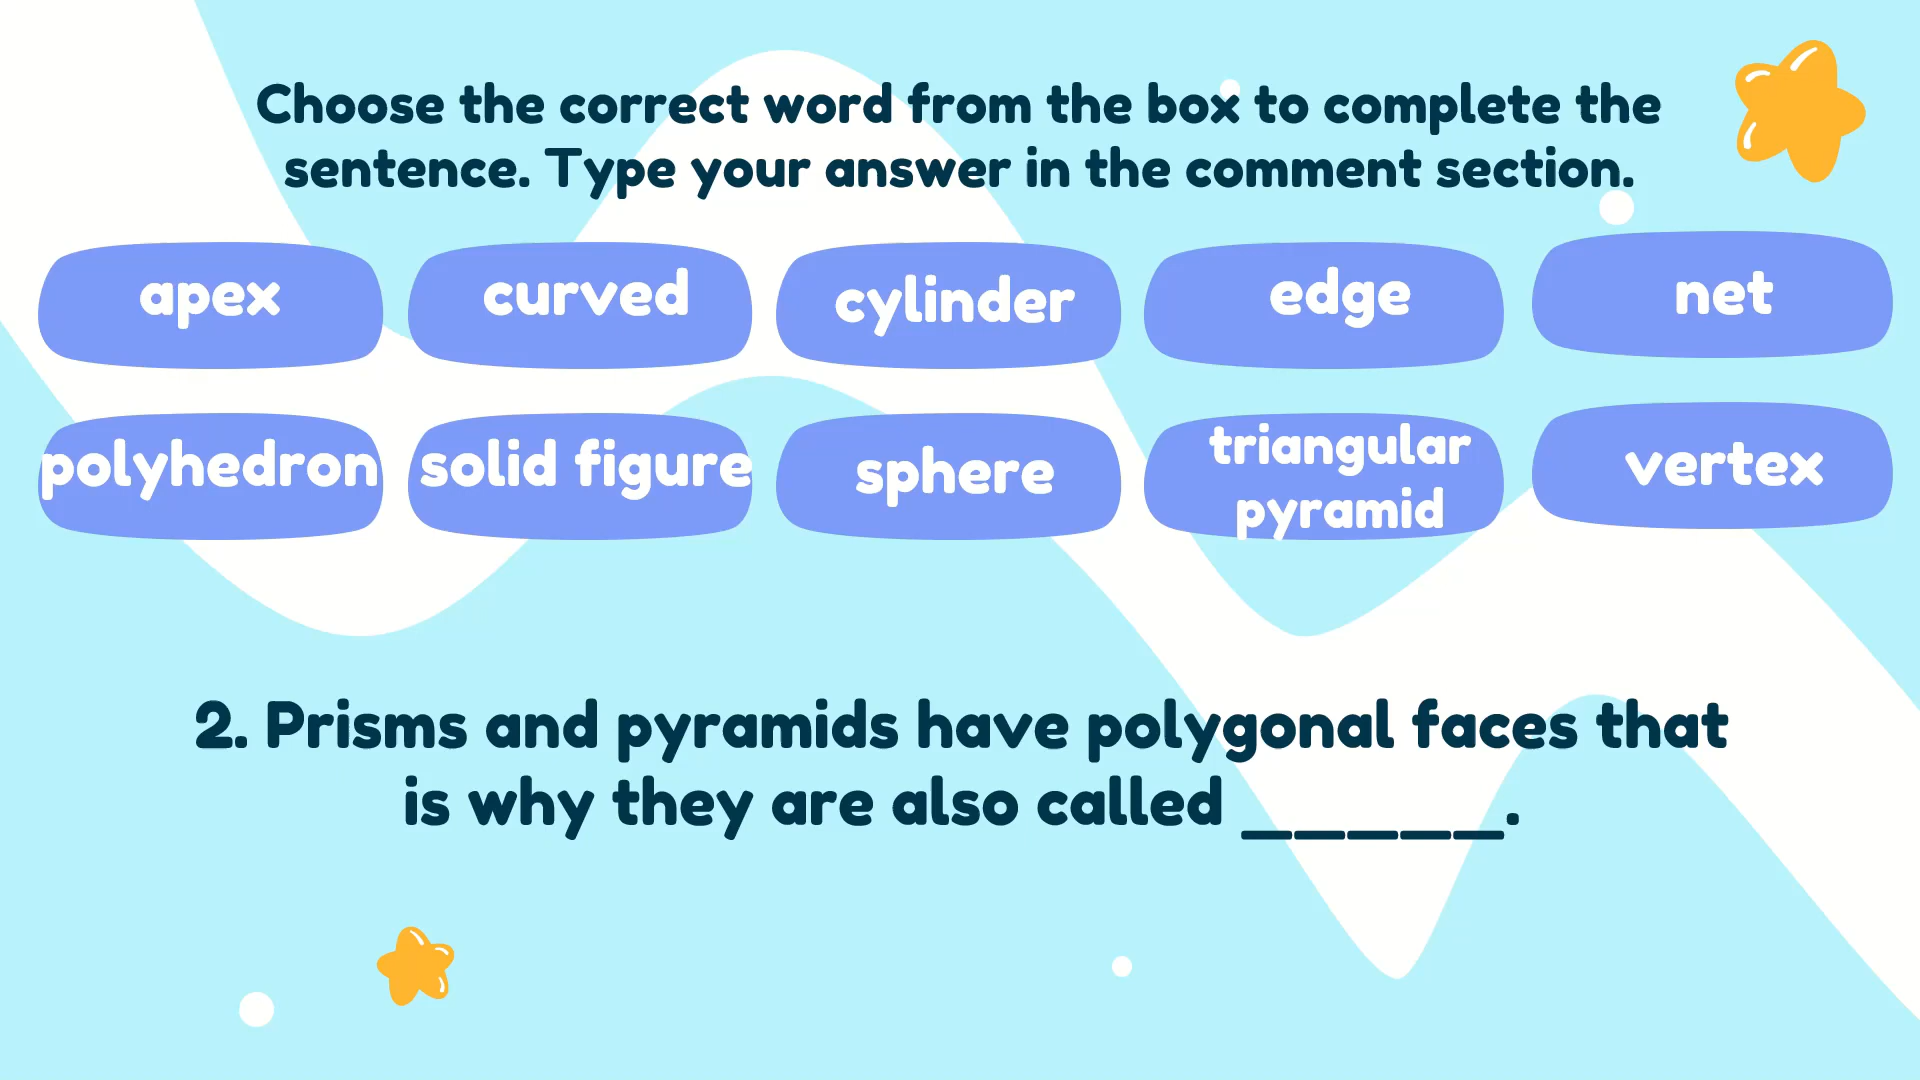 Choose the correct word from the box to complete the
sentence. Type your answer in the comment section.
apex
curved
cylinder
edge
net
polyhedron
solid figure
sphere
triangular
pyramid
vertex
2. Prisms and pyramids have polygonal faces that
is why they are also called _____.